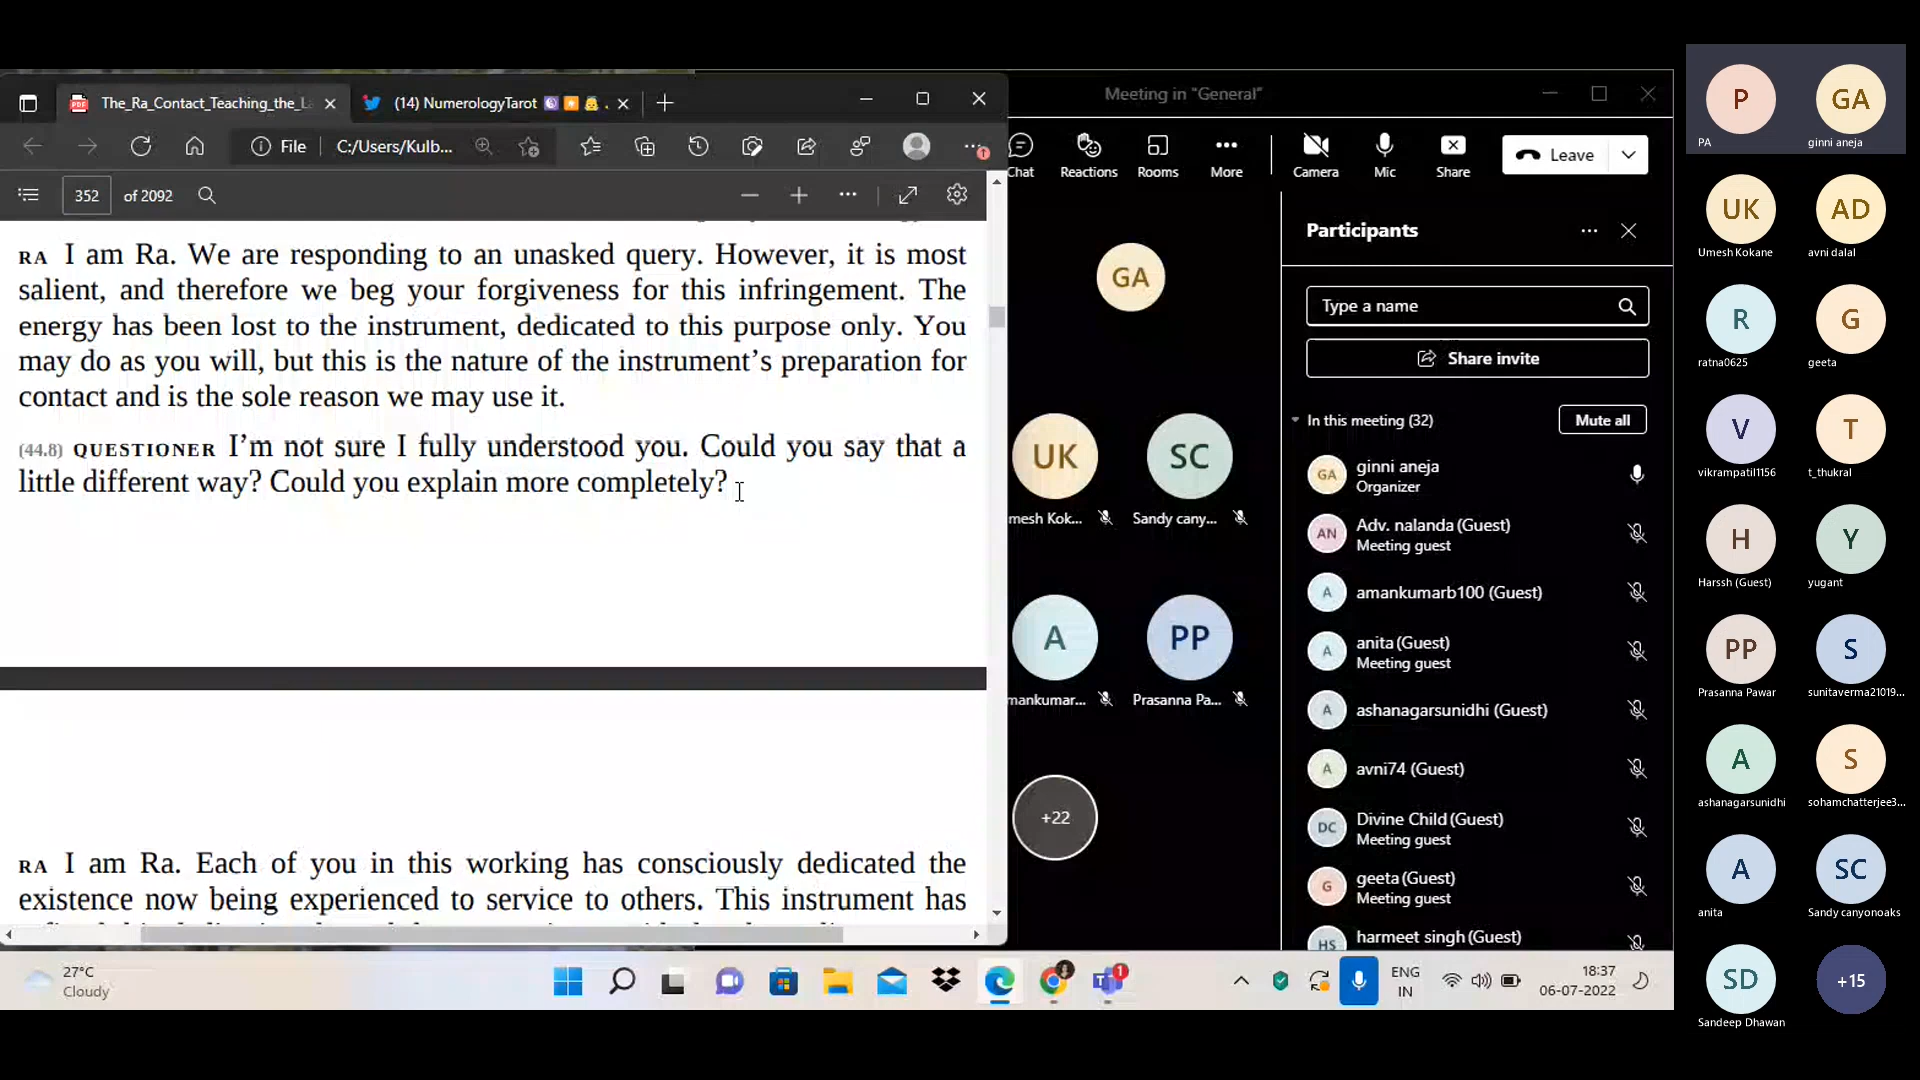 The_Ra_Contact_Teaching_the_L
(14) NumerologyTarot
File
C:/Users/Kulb...
352 of 2092
RA I am Ra. We are responding to an unasked query. However, it is most
salient, and therefore we beg your forgiveness for this infringement. The
energy has been lost to the instrument, dedicated to this purpose only. You
may do as you will, but this is the nature of the instrument’s preparation for
contact and is the sole reason we may use it.
(44.8) QUESTIONER I’m not sure I fully understood you. Could you say that a
little different way? Could you explain more completely?
RA I am Ra. Each of you in this working has consciously dedicated the
existence now being experienced to service to others. This instrument has
Meeting in “General”
Chat
Reactions
Rooms
More
Camera
Mic
Share
Leave
GA
UK
SC
mesh Kok...
Sandy cany...
A
PP
mankumar...
Prasanna Pa...
+22
Participants
Type a name
Share invite
In this meeting (32)
Mute all
GA
ginni aneja
Organizer
AN
Adv. nalanda (Guest)
Meeting guest
A
amankumarb100 (Guest)
A
anita (Guest)
Meeting guest
A
ashanagarsunidhi (Guest)
A
avni74 (Guest)
DC
Divine Child (Guest)
Meeting guest
G
geeta (Guest)
Meeting guest
HS
harmeet singh (Guest)
P
GA
PA
ginni aneja
UK
AD
Umesh Kokane
avni dalal
R
G
ratna0625
geeta
V
T
vikrampatil1156
t_thukral
H
Y
Harssh (Guest)
yugant
PP
S
Prasanna Pawar
sunitaverma21019...
A
S
ashanagarsunidhi
sohamchatterjee3...
A
SC
anita
Sandy canyonoaks
SD
+15
Sandeep Dhawan
27°C
Cloudy
1
ENG
IN
18:37
06-07-2022